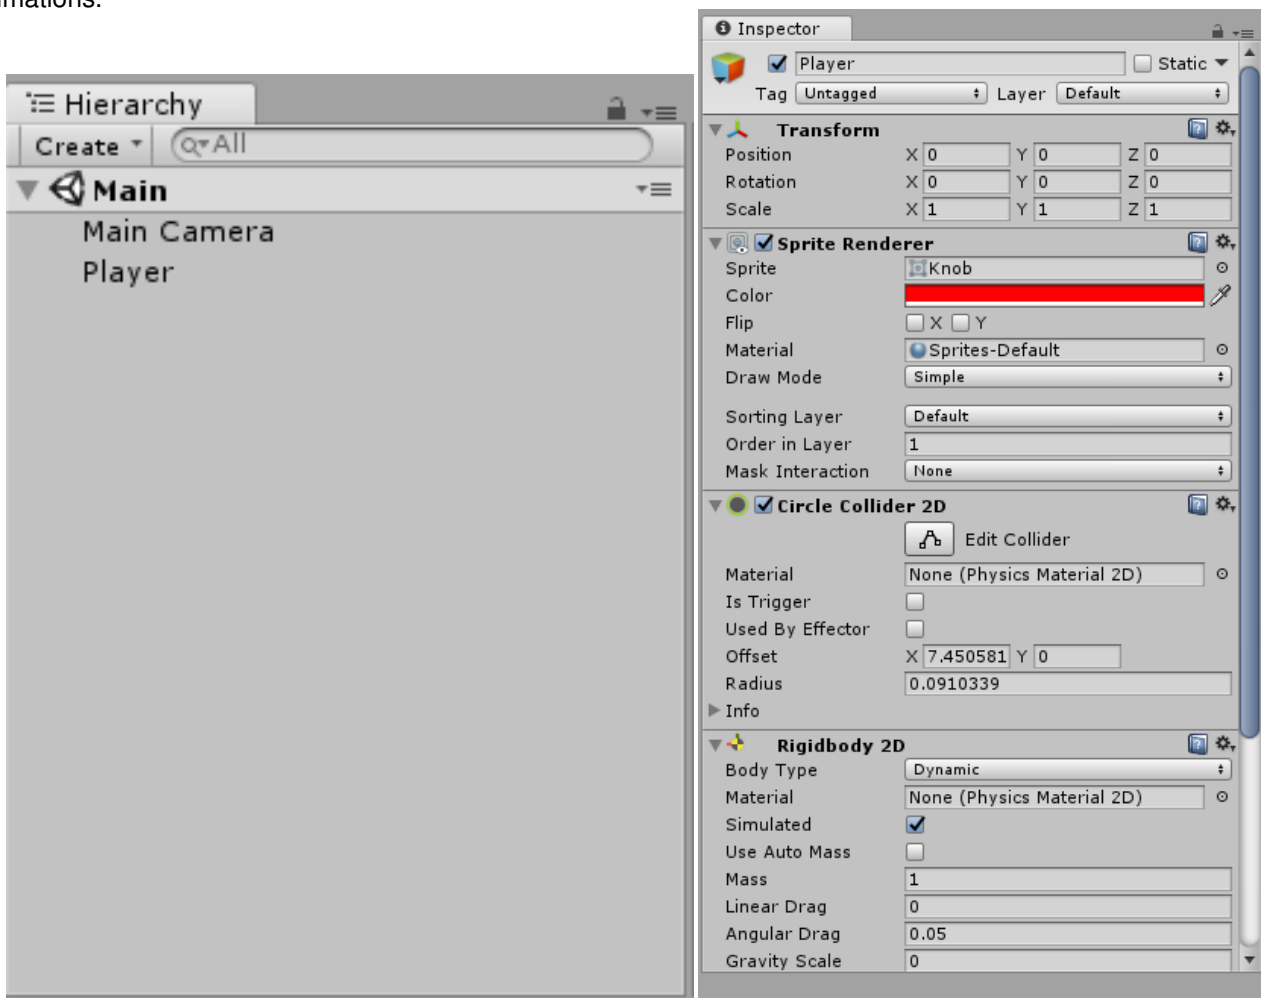 imations.
Hierarchy
Create
All
Main
Main Camera
Player
Inspector
Player Static
Tag Untagged Layer Default
Transform
Position X 0 Y 0 Z 0
Rotation X 0 Y 0 Z 0
Scale X 1 Y 1 Z 1
Sprite Renderer
Sprite Knob
Color
Flip X Y
Material Sprites-Default
Draw Mode Simple
Sorting Layer Default
Order in Layer 1
Mask Interaction None
Circle Collider 2D
Edit Collider
Material None (Physics Material 2D)
Is Trigger
Used By Effector
Offset X 7.450581 Y 0
Radius 0.0910339
Info
Rigidbody 2D
Body Type Dynamic
Material None (Physics Material 2D)
Simulated
Use Auto Mass
Mass 1
Linear Drag 0
Angular Drag 0.05
Gravity Scale 0